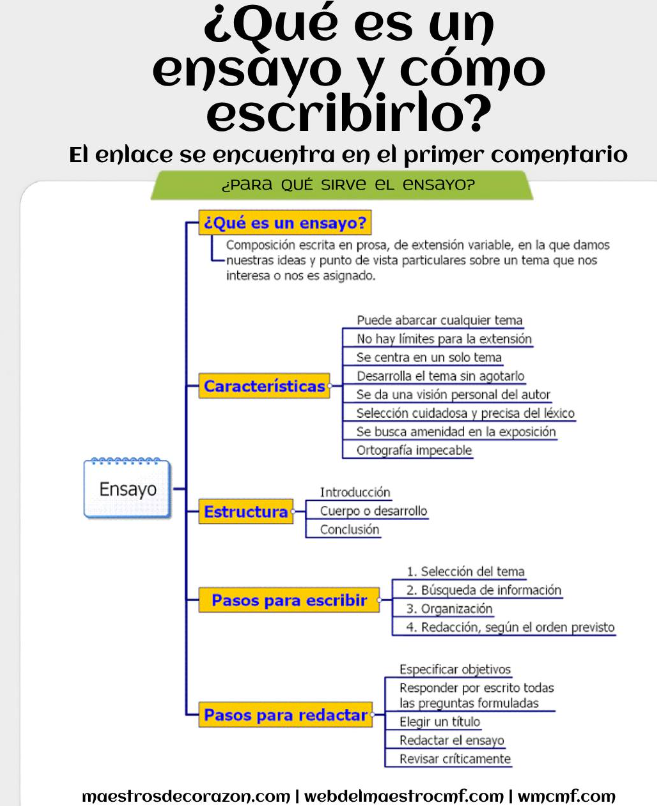 ¿Qué es un
ensayo y cómo
escribirlo?
El enlace se encuentra en el primer comentario
¿PARA QUÉ SIRVE EL ENSAYO?
¿Qué es un ensayo?
Composición escrita en prosa, de extensión variable, en la que damos
nuestras ideas y punto de vista particulares sobre un tema que nos
interesa o nos es asignado.
Puede abarcar cualquier tema
No hay límites para la extensión
Se centra en un solo tema
Desarrolla el tema sin agotarlo
Características
Se da una visión personal del autor
Selección cuidadosa y precisa del léxico
Se busca amenidad en la exposición
Ortografía impecable
Ensayo
Introducción
Estructura
Cuerpo o desarrollo
Conclusión
1. Selección del tema
2. Búsqueda de información
Pasos para escribir
3. Organización
4. Redacción, según el orden previsto
Especificar objetivos
Responder por escrito todas
las preguntas formuladas
Pasos para redactar
Elegir un título
Redactar el ensayo
Revisar críticamente
maestrosdecorazon.com | webdelmaestrocmf.com | wmcmf.com